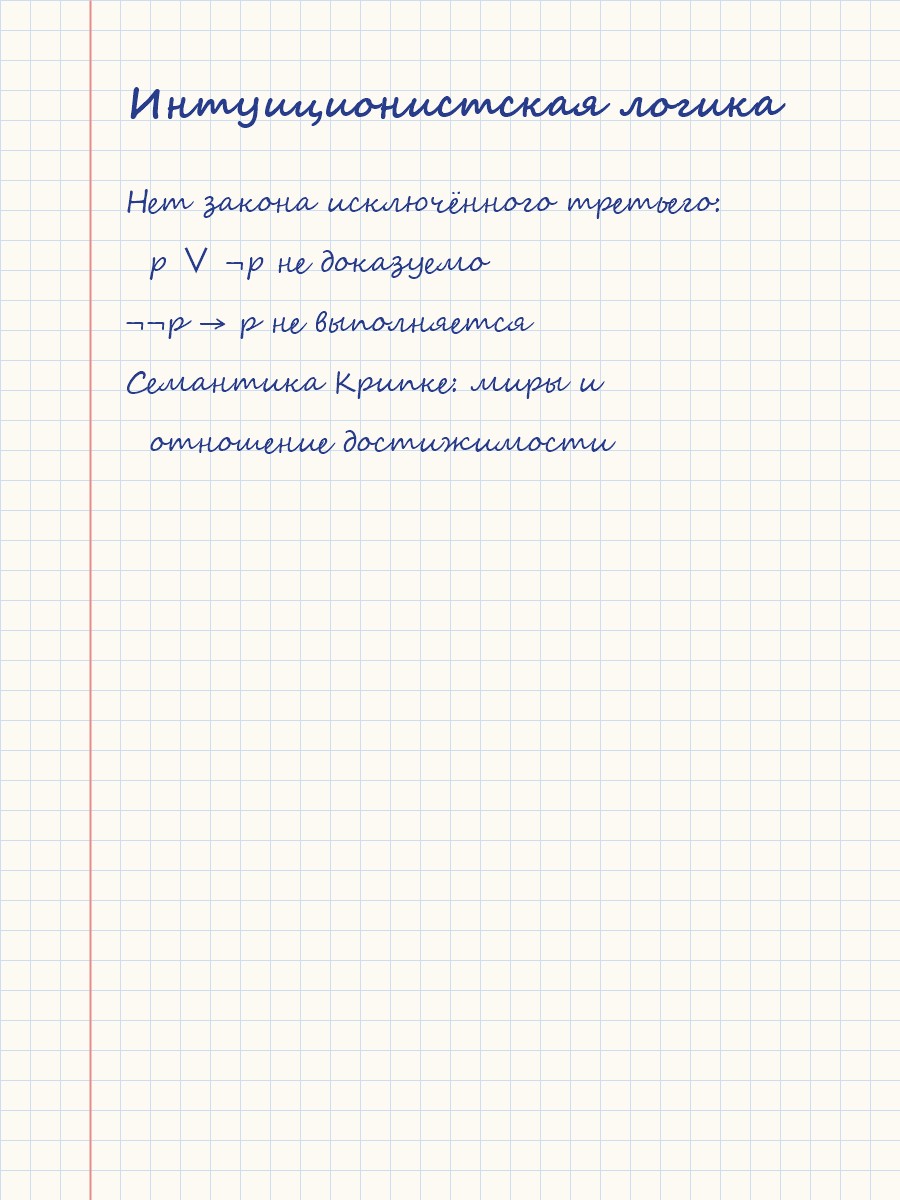 Интуиционистская логика
Нет закона исключённого третьего:
p ∨ ¬p не доказуемо
¬¬p → p не выполняется
Семантика Крипке: миры и
отношение достижимости